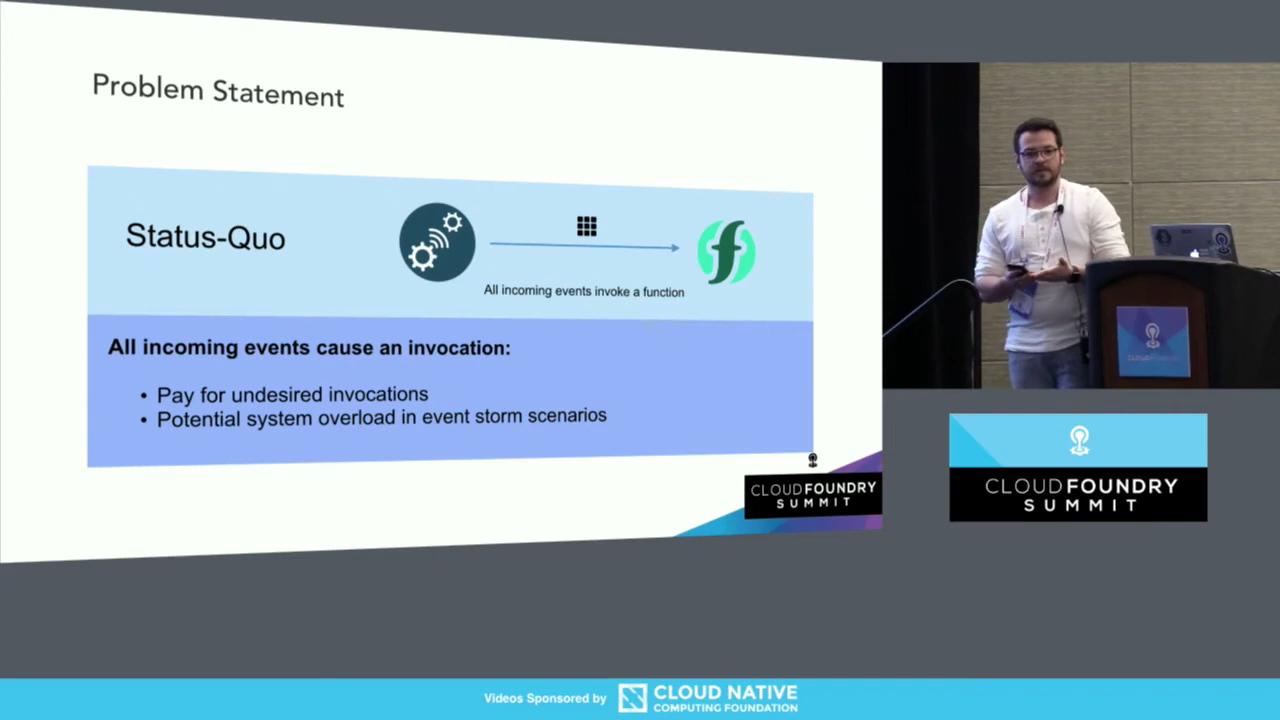 Problem Statement
Status-Quo
All incoming events invoke a function
All incoming events cause an invocation:
• Pay for undesired invocations
• Potential system overload in event storm scenarios
CLOUDFOUNDRY
SUMMIT
CLOUDFOUNDRY
CLOUDFOUNDRY
SUMMIT
Videos Sponsored by
CLOUD NATIVE
COMPUTING FOUNDATION